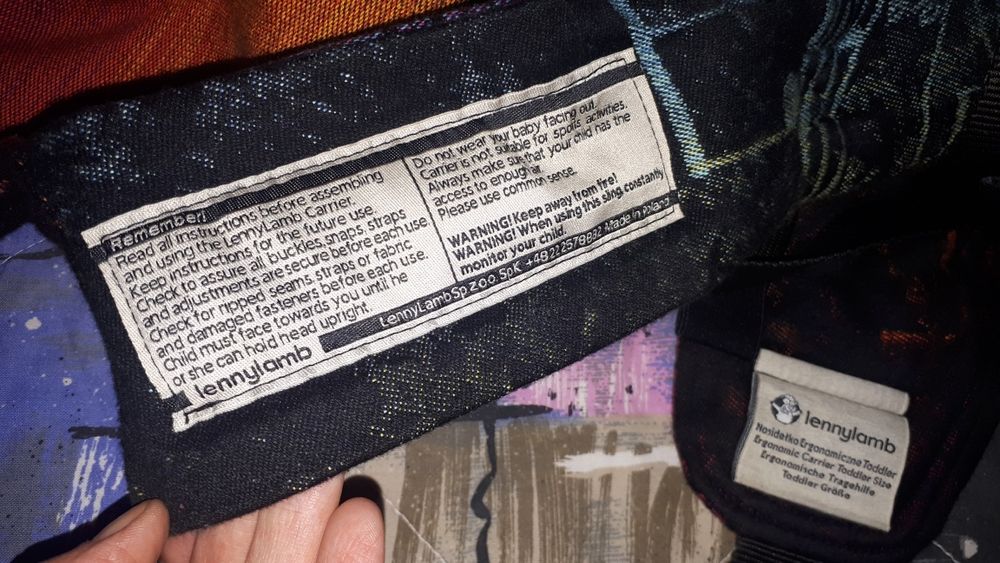 Remember!
Read all instructions before assembling
and using the LennyLamb Carrier.
Keep instructions for the future use.
Check to assure all buckles, snaps, straps
and adjustments are secure before each use
Check for ripped seams, straps or fabric
and damaged fasteners before each use.
Child must face towards you until he
or she can hold head upright
lennylamb
Do not wear your baby facing out.
Carrier is not suitable for sports activities.
Always make sure that your child has the
access to enough air.
Please use common sense.
WARNING! Keep away from fire!
WARNING! When using this sling, constantly
monitor your child.
LennyLamb Sp z o.o. Sp.K. +48 222578832 Made in Poland
lennylamb
Nosidełko Ergonomiczne Toddler
Ergonomic Carrier Toddler Size
Ergonomische Tragehilfe
Toddler Größe